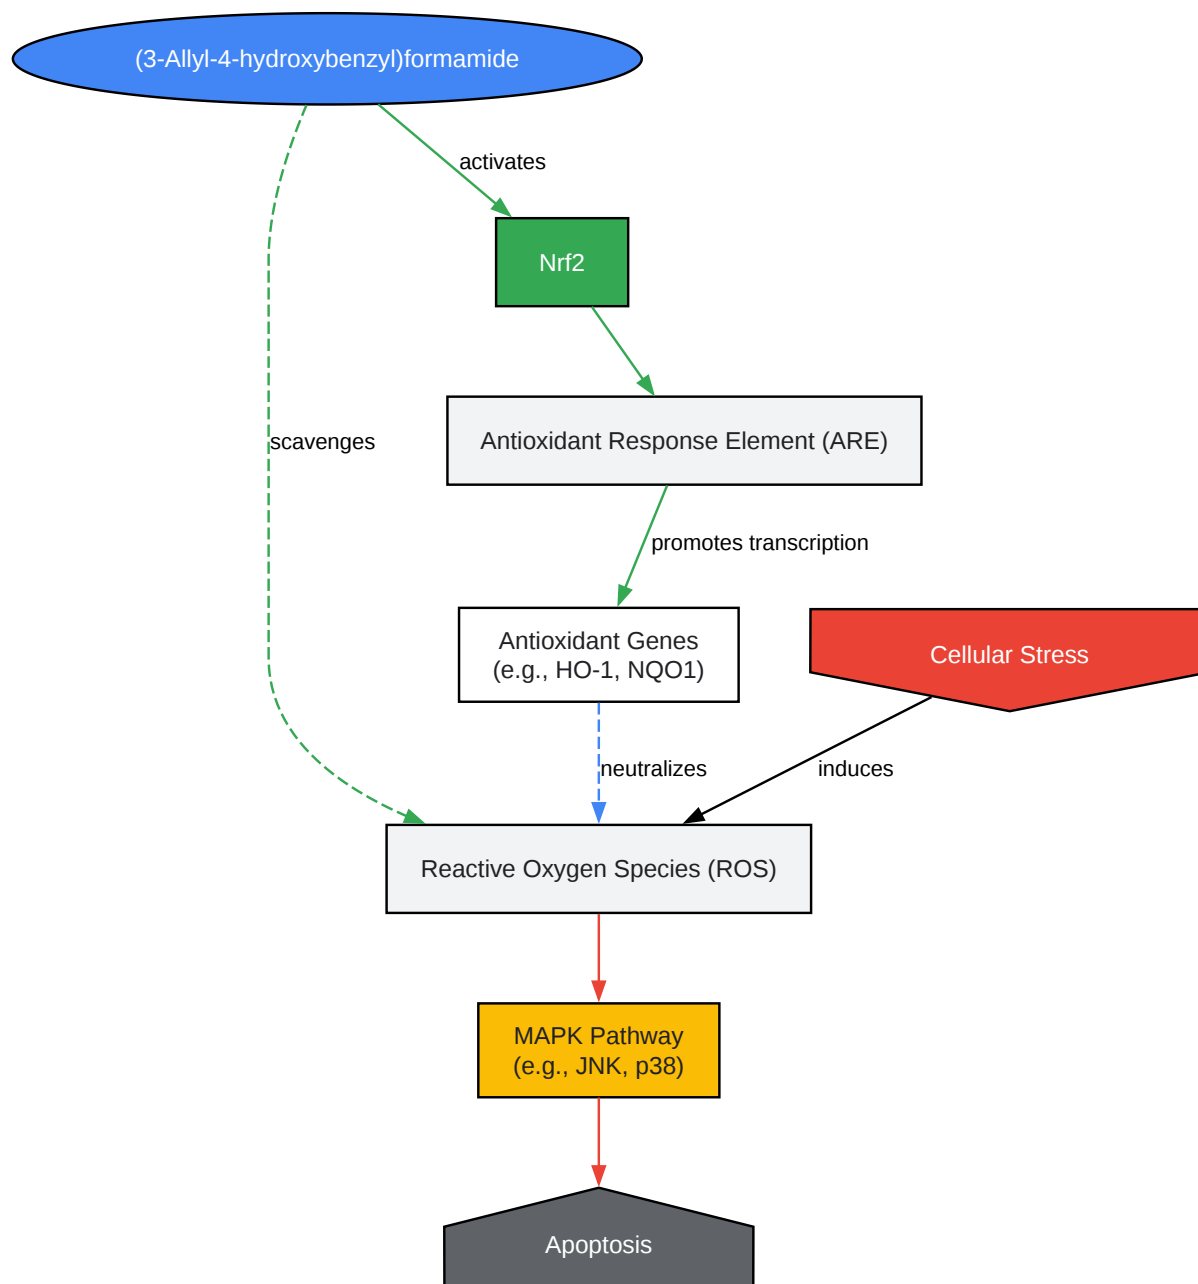 (3-Allyl-4-hydroxybenzyl)formamide
activates
Nrf2
scavenges
Antioxidant Response Element (ARE)
promotes transcription
Antioxidant Genes
(e.g., HO-1, NQO1)
Cellular Stress
neutralizes
induces
Reactive Oxygen Species (ROS)
MAPK Pathway
(e.g., JNK, p38)
Apoptosis